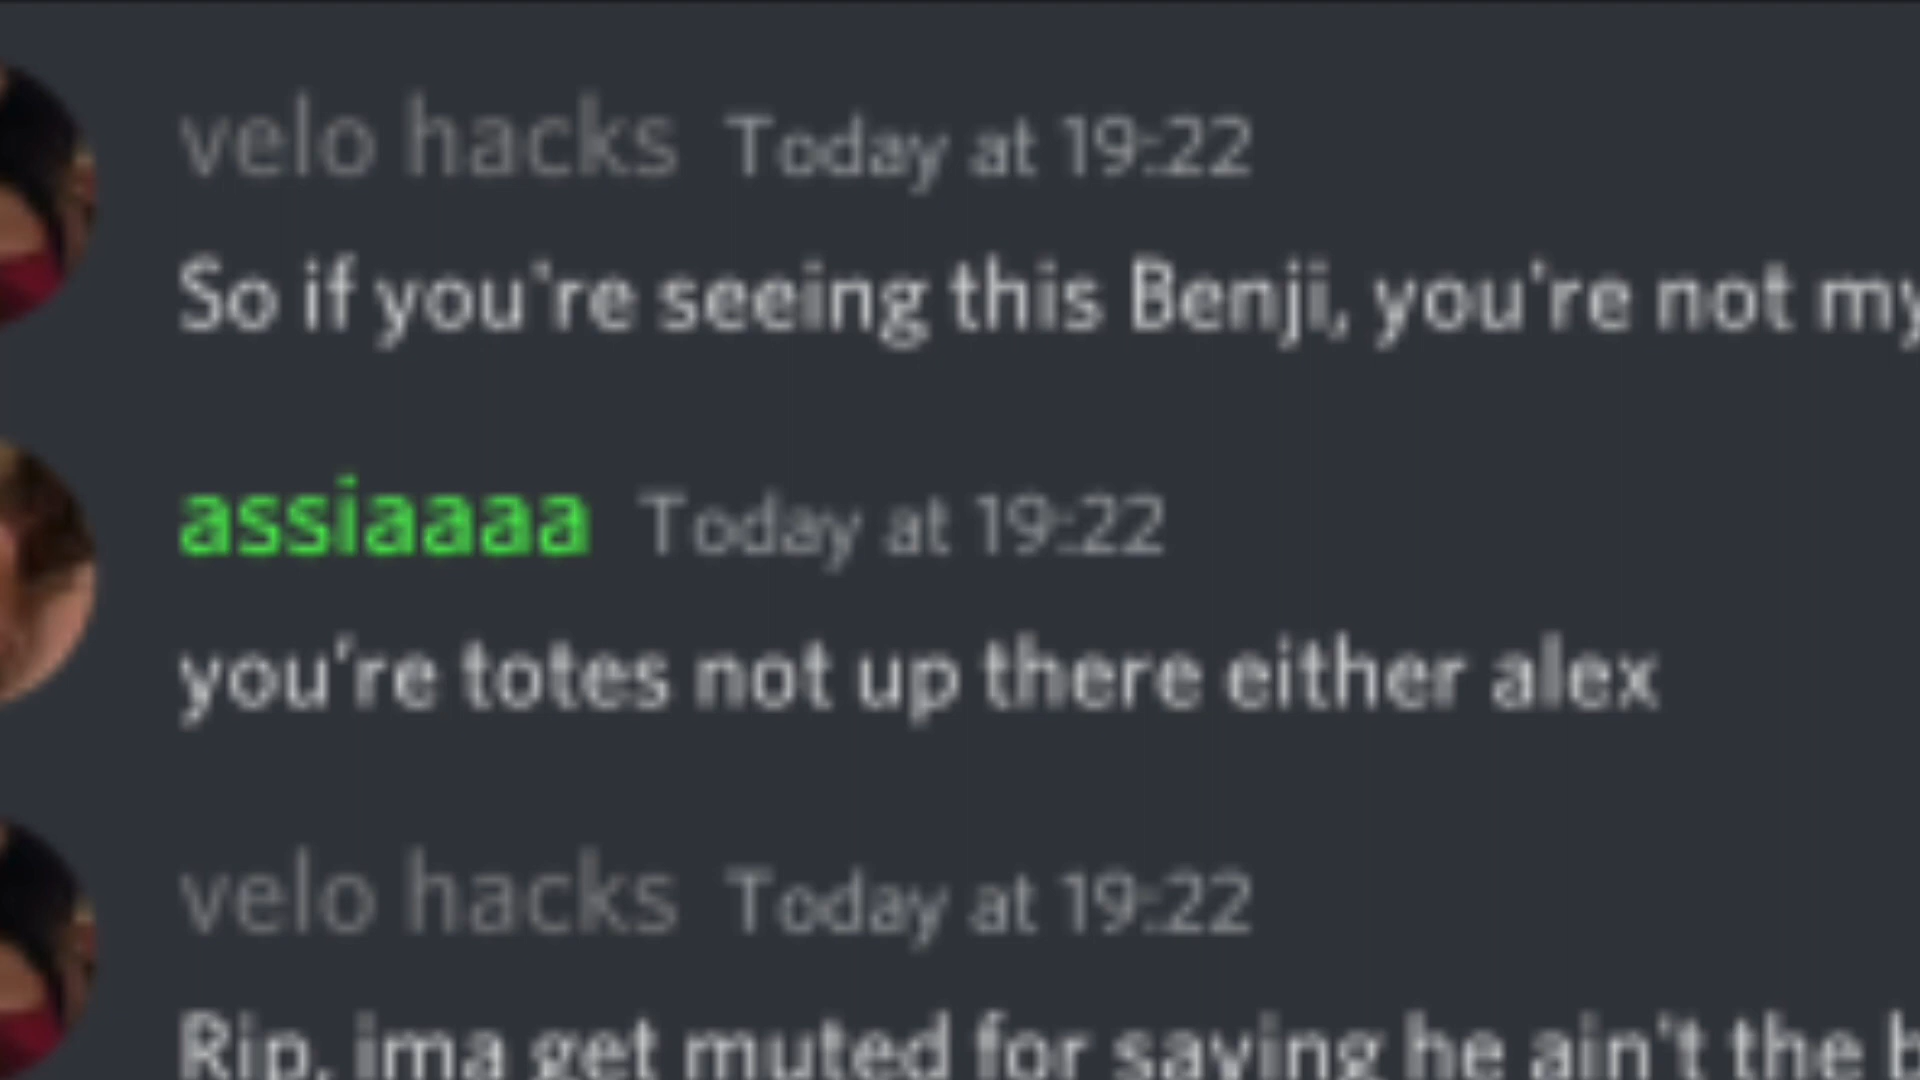 velo hacks Today at 19:22
So if you're seeing this Benji, you're not my
assiaaaa Today at 19:22
you're totes not up there either alex
velo hacks Today at 19:22
Rip, ima get muted for saying he ain't the